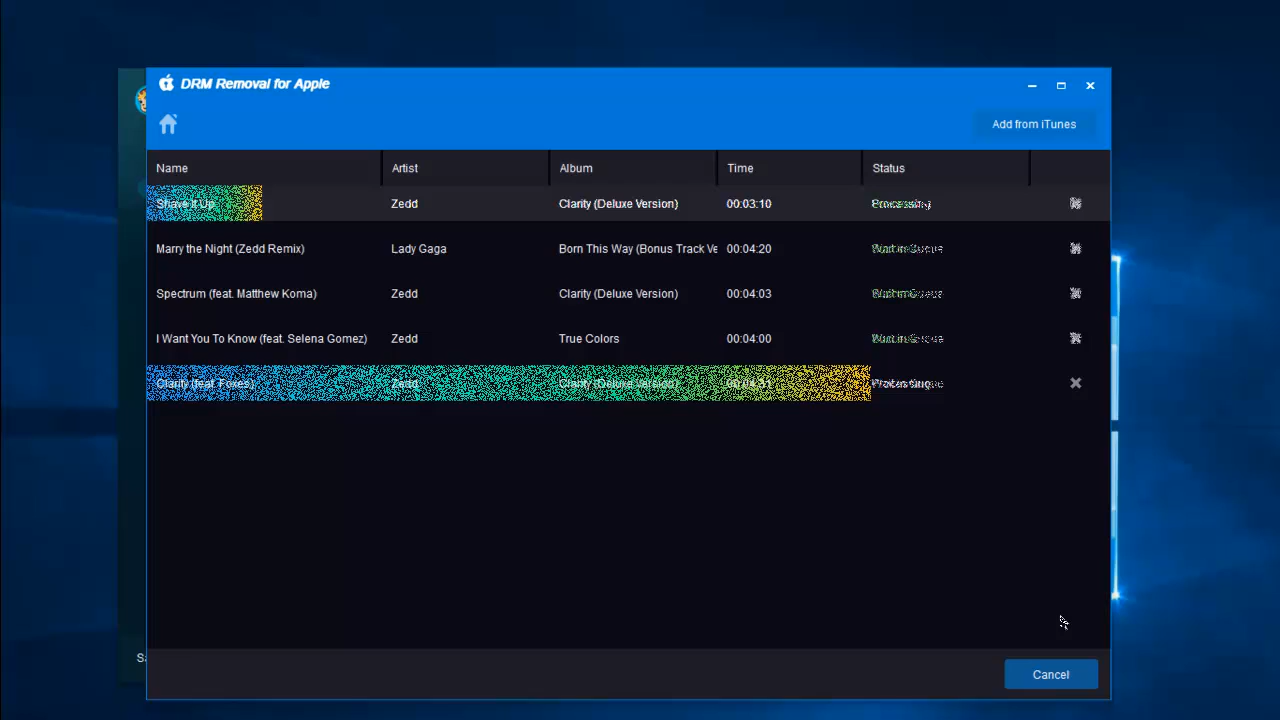 DRM Removal for Apple
Add from iTunes
Name Artist Album Time Status
Shave It Up Zedd Clarity (Deluxe Version) 00:03:10 Processing
Marry the Night (Zedd Remix) Lady Gaga Born This Way (Bonus Track Ve 00:04:20
Spectrum (feat. Matthew Koma) Zedd Clarity (Deluxe Version) 00:04:03
I Want You To Know (feat. Selena Gomez) Zedd True Colors 00:04:00
Clarity (feat. Foxes) Zedd Clarity (Deluxe Version)
Cancel